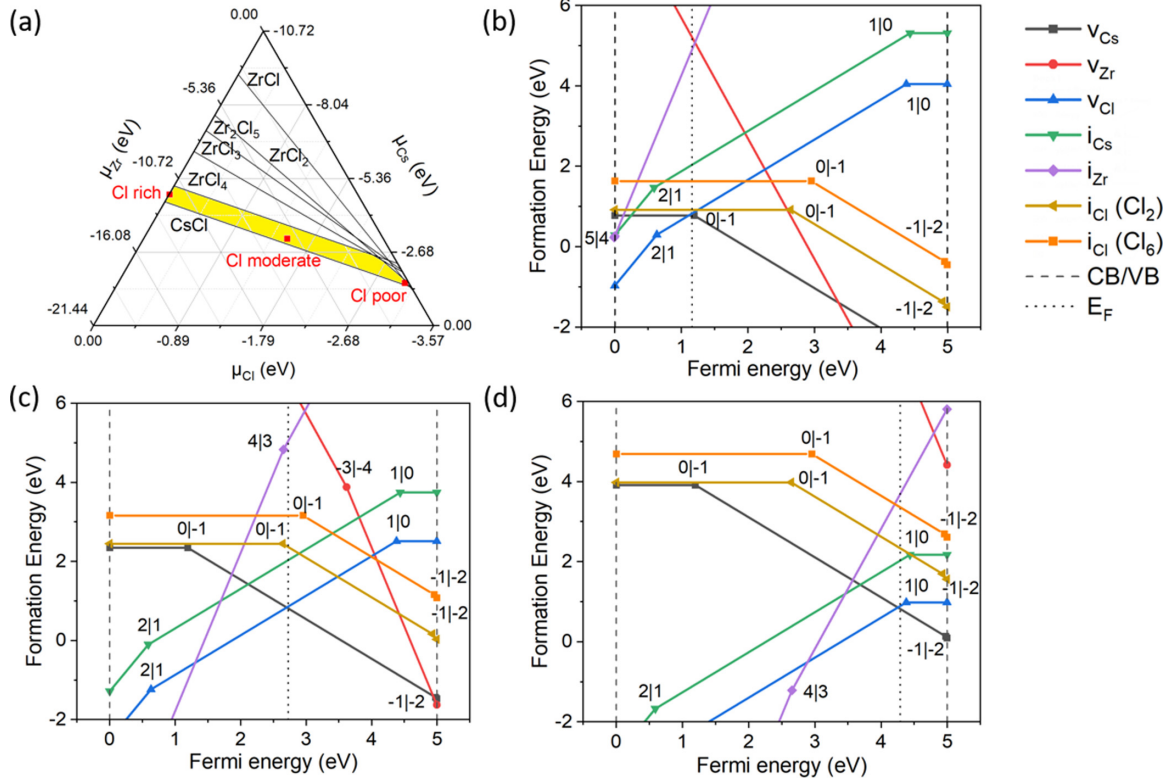 (a)
0.00
-10.72
ZrCl
-5.36
-8.04
Zr2Cl5
ZrCl3
ZrCl2
μZr (eV)
μCs (eV)
-10.72
-5.36
ZrCl4
Cl rich
CsCl
-16.08
Cl moderate
-2.68
Cl poor
-21.44
0.00
0.00
-0.89
-1.79
-2.68
-3.57
μCl (eV)
(b)
6
4
2
0
-2
Formation Energy (eV)
1|0
1|0
0|-1
2|1
0|-1
0|-1
5|4
2|1
-1|-2
-1|-2
0
1
2
3
4
5
Fermi energy (eV)
vCs
vZr
vCl
iCs
iZr
iCl (Cl2)
iCl (Cl6)
CB/VB
EF
(c)
6
4
2
0
-2
Formation Energy (eV)
4|3
-3|-4
1|0
0|-1
0|-1
0|-1
1|0
2|1
2|1
-1|-2
-1|-2
-1|-2
0
1
2
3
4
5
Fermi energy (eV)
(d)
6
4
2
0
-2
Formation Energy (eV)
0|-1
0|-1
0|-1
-1|-2
1|0
-1|-2
1|0
-1|-2
2|1
4|3
0
1
2
3
4
5
Fermi energy (eV)